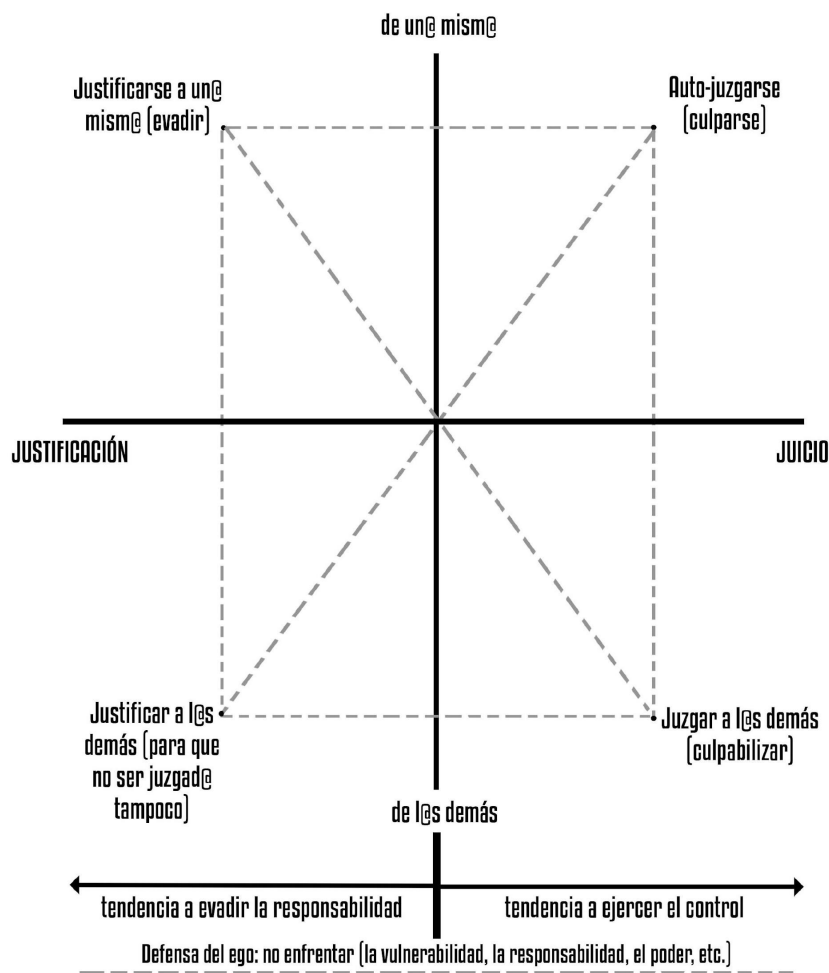 de un@ mism@
Justificarse a un@
mism@ (evadir)
Auto-juzgarse
(culparse)
JUSTIFICACIÓN
JUICIO
Justificar a l@s
demás (para que
no ser juzgad@
tampoco)
Juzgar a l@s demás
(culpabilizar)
de l@s demás
tendencia a evadir la responsabilidad
tendencia a ejercer el control
Defensa del ego: no enfrentar (la vulnerabilidad, la responsabilidad, el poder, etc.)